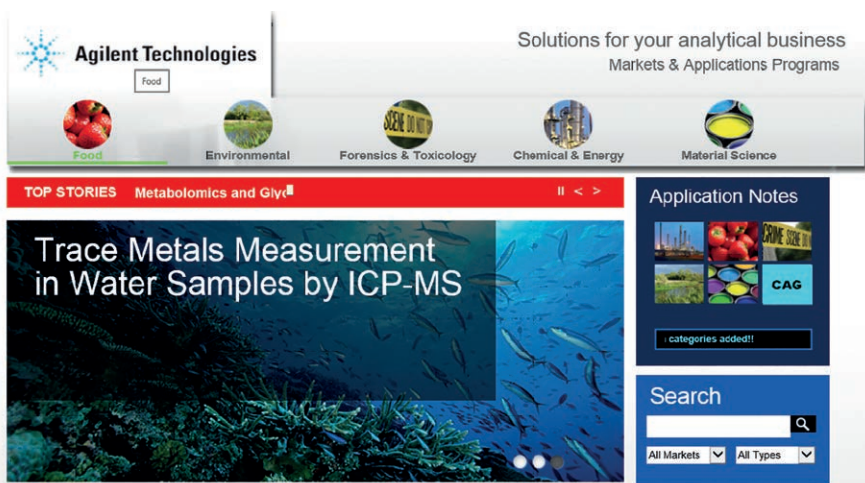 Agilent Technologies
Food
Solutions for your analytical business
Markets & Applications Programs
Food
Environmental
Forensics & Toxicology
Chemical & Energy
Material Science
TOP STORIES Metabolomics and Glyc
II < >
Trace Metals Measurement
in Water Samples by ICP-MS
Application Notes
CAG
categories added!!
Search
All Markets
All Types